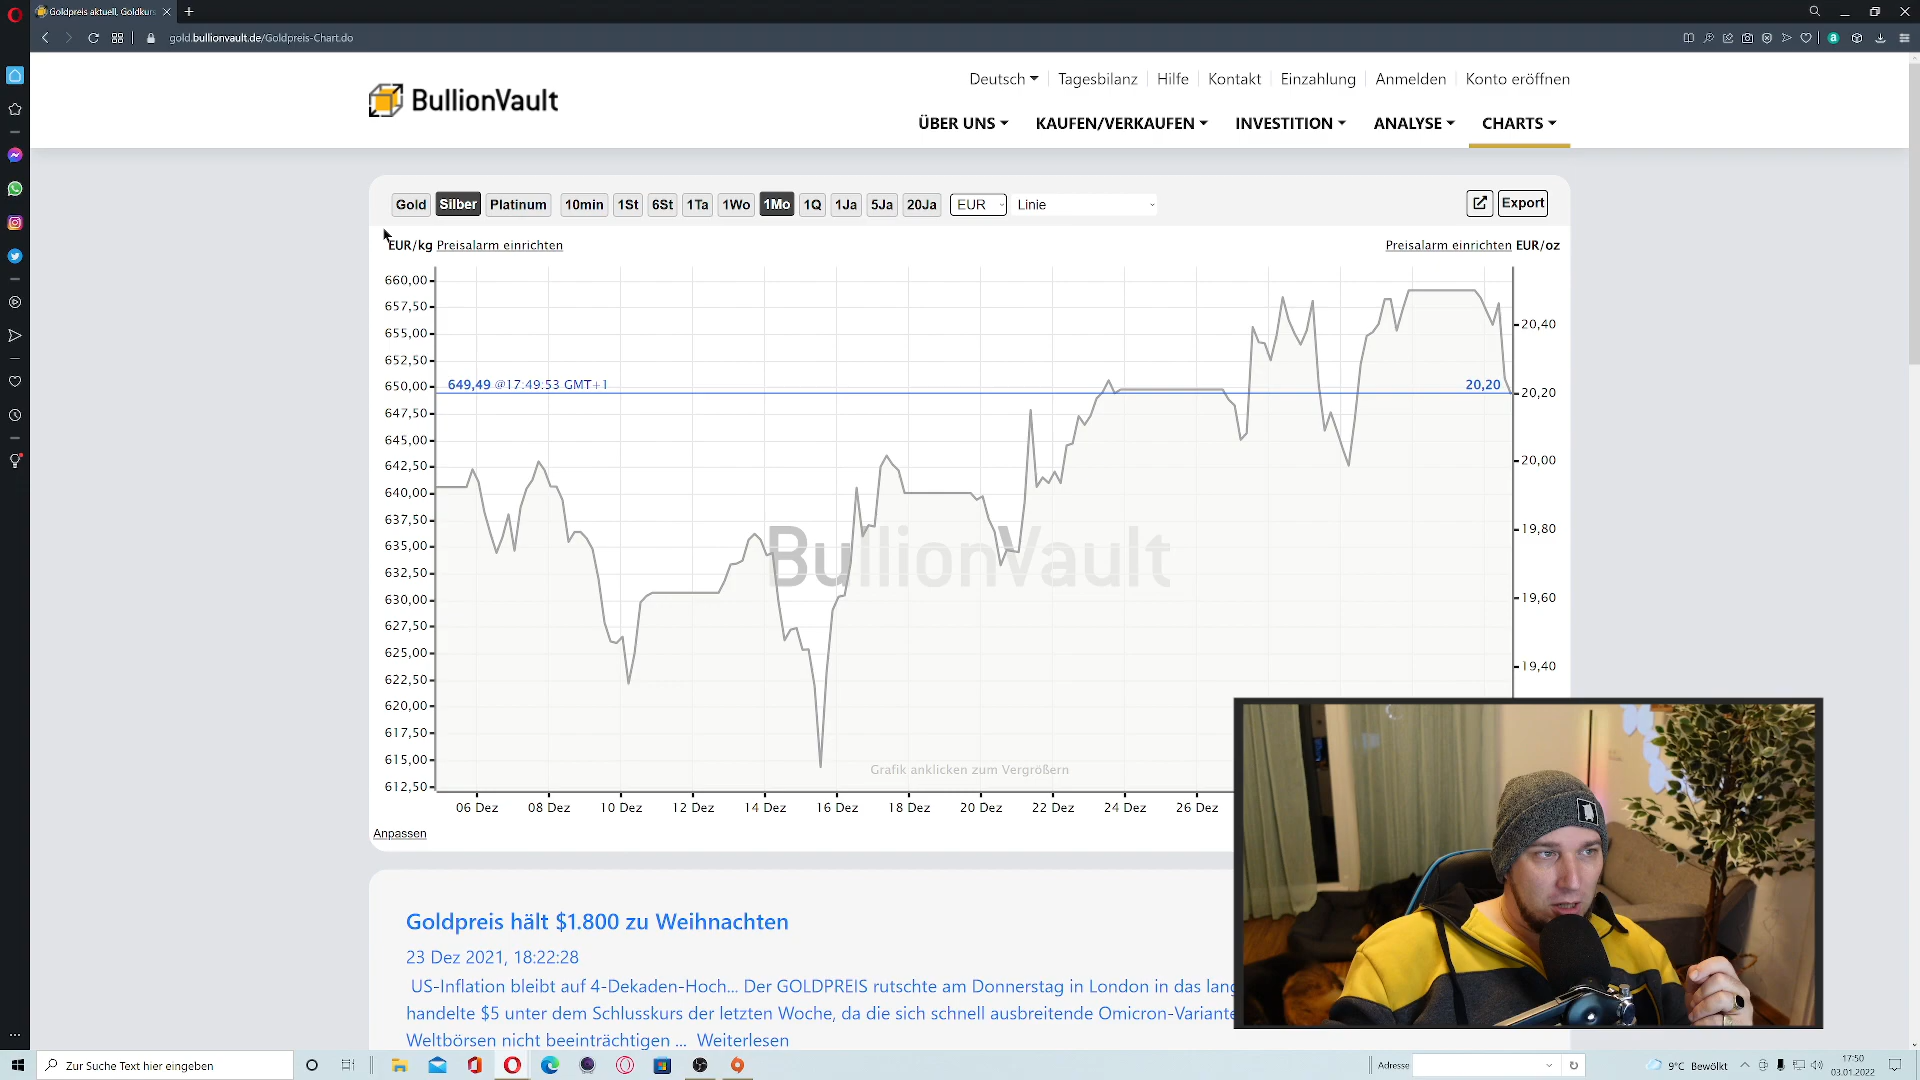 Goldpreis aktuell, Goldkurs
gold.bullionvault.de/Goldpreis-Chart.do
BullionVault
Deutsch Tagesbilanz Hilfe Kontakt Einzahlung Anmelden Konto eröffnen
ÜBER UNS KAUFEN/VERKAUFEN INVESTITION ANALYSE CHARTS
Gold Silber Platinum 10min 1St 6St 1Ta 1Wo 1Mo 1Q 1Ja 5Ja 20Ja EUR Linie Export
EUR/kg Preisalarm einrichten Preisalarm einrichten EUR/oz
660,00
657,50
655,00
652,50
650,00
647,50
645,00
642,50
640,00
637,50
635,00
632,50
630,00
627,50
625,00
622,50
620,00
617,50
615,00
612,50
649,49 @17:49:53 GMT+1
20,20
20,40
20,20
20,00
19,80
19,60
19,40
BullionVault
Grafik anklicken zum Vergrößern
06 Dez 08 Dez 10 Dez 12 Dez 14 Dez 16 Dez 18 Dez 20 Dez 22 Dez 24 Dez 26 Dez
Anpassen
Goldpreis hält $1.800 zu Weihnachten
23 Dez 2021, 18:22:28
US-Inflation bleibt auf 4-Dekaden-Hoch... Der GOLDPREIS rutschte am Donnerstag in London in das
handelte $5 unter dem Schlusskurs der letzten Woche, da die sich schnell ausbreitende Omicron-Variante
Weltbörsen nicht beeinträchtigen ... Weiterlesen
Zur Suche Text hier eingeben
Adresse
9°C Bewölkt
17:50
03.01.2022